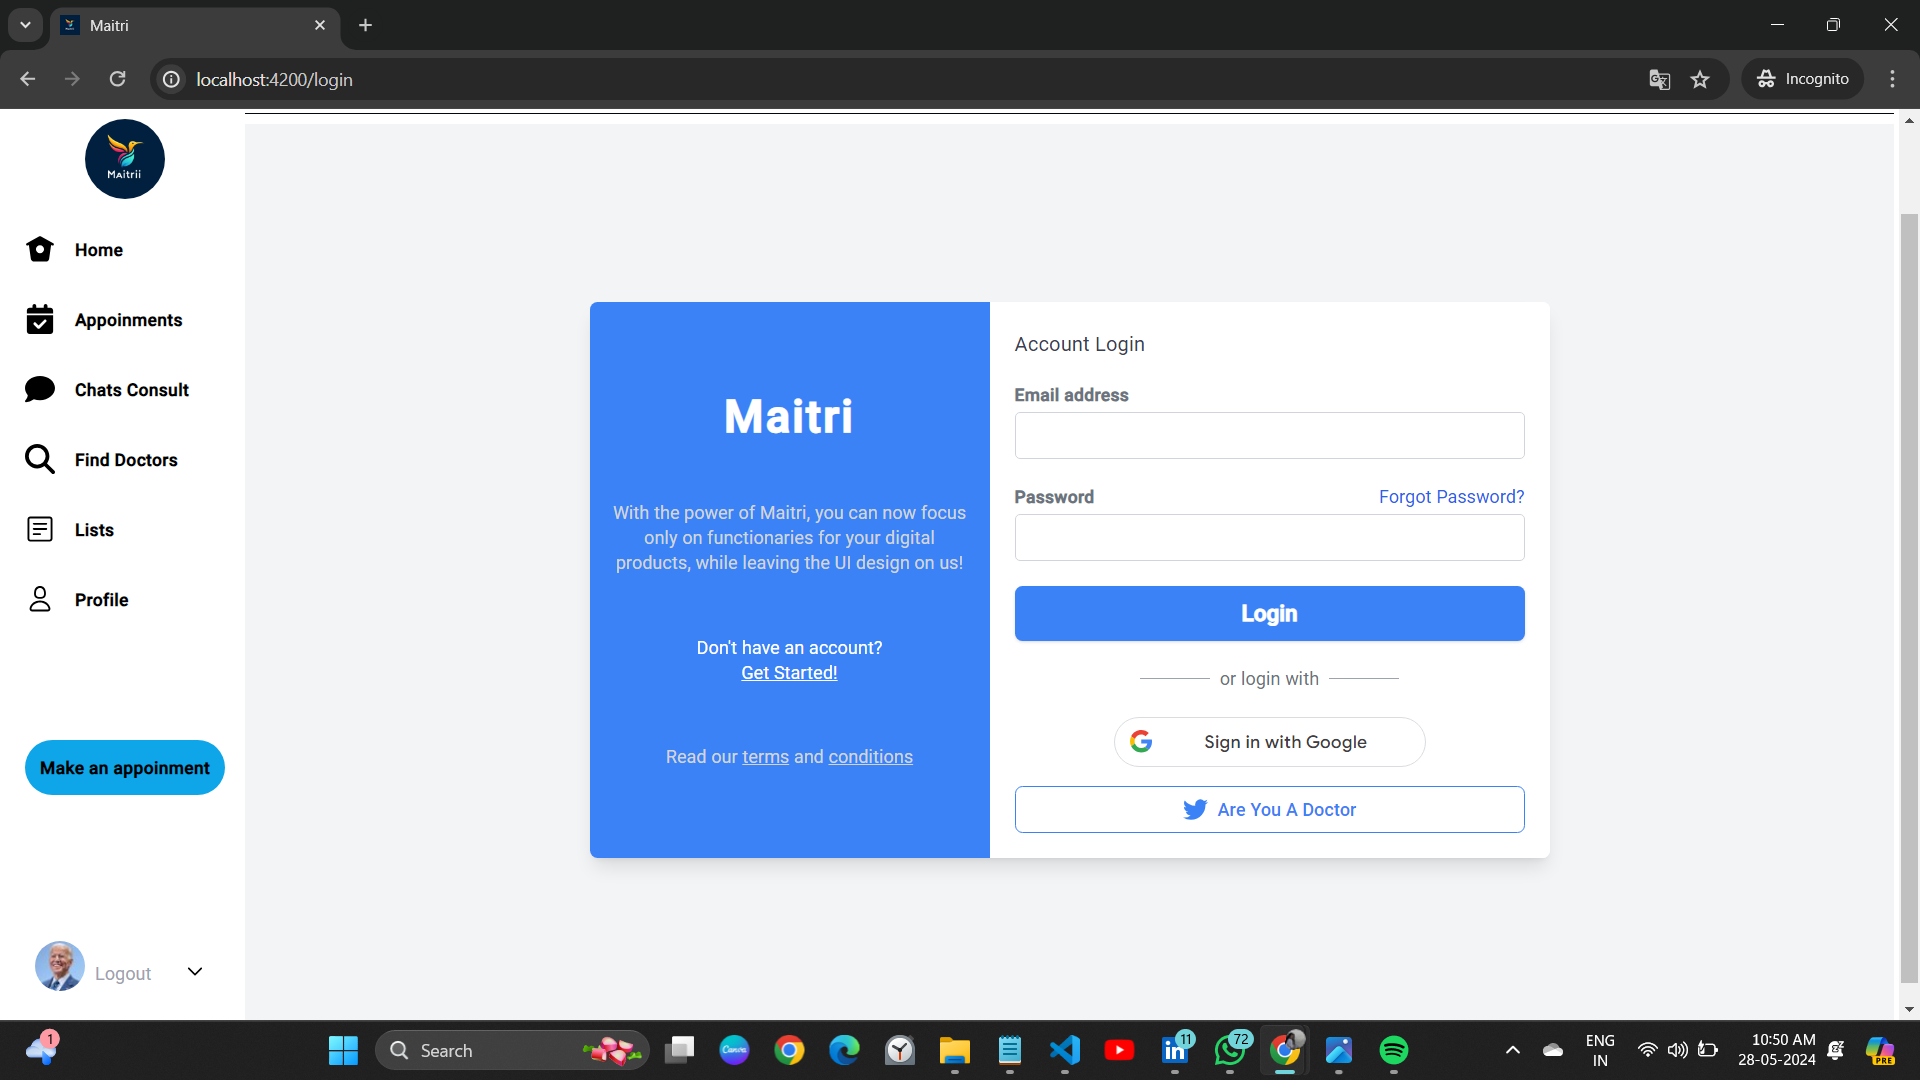 Maitri
localhost:4200/login
Incognito
MAitrii
Home
Appoinments
Chats Consult
Find Doctors
Lists
Profile
Make an appoinment
Logout
Maitri
With the power of Maitri, you can now focus
only on functionaries for your digital
products, while leaving the UI design on us!
Don't have an account?
Get Started!
Read our terms and conditions
Account Login
Email address
Password
Forgot Password?
Login
or login with
Sign in with Google
Are You A Doctor
1
Search
Canva
11
72
ENG
IN
10:50 AM
28-05-2024
PRE